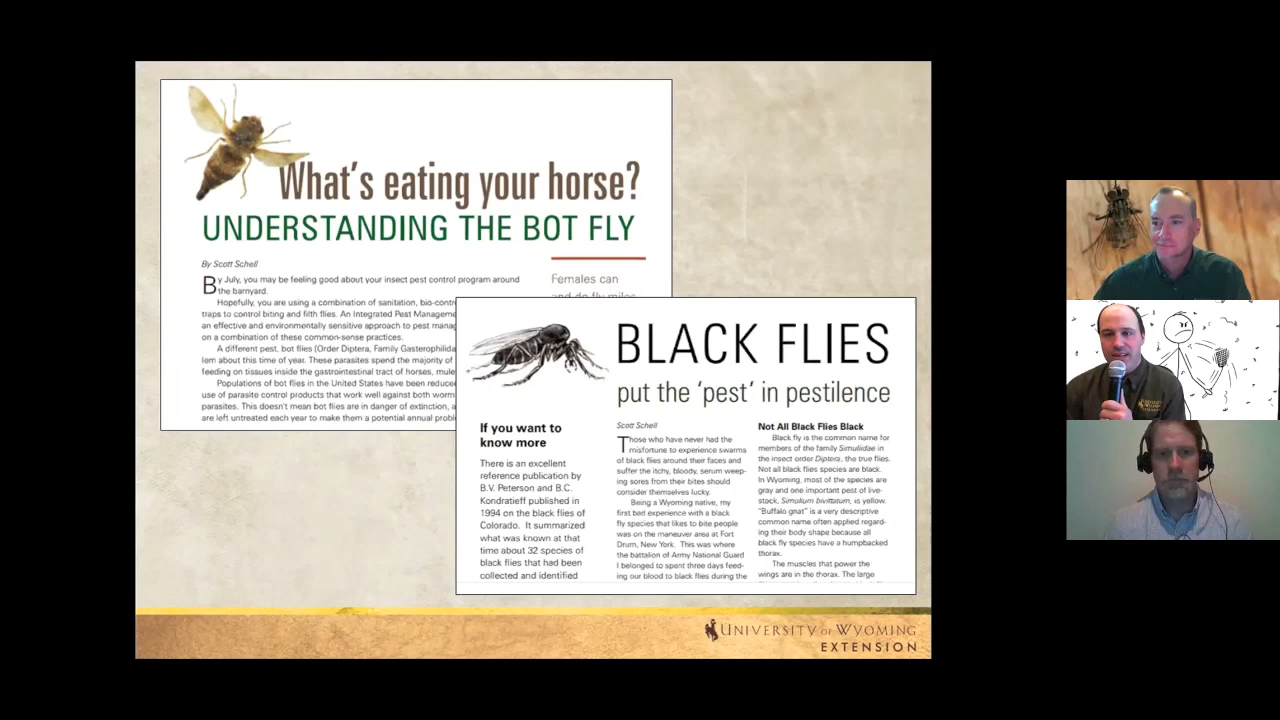 What's eating your horse?
UNDERSTANDING THE BOT FLY
By Scott Schell
By July, you may be feeling good about your insect pest control program around
the barnyard.
Hopefully, you are using a combination of sanitation, bio-contr
traps to control biting and filth flies. An Integrated Pest Manageme
an effective and environmentally sensitive approach to pest manag
on a combination of these common-sense practices.
A different pest, bot flies (Order Diptera, Family Gasterophilida
lem about this time of year. These parasites spend the majority of
feeding on tissues inside the gastrointestinal tract of horses, mule
Populations of bot flies in the United States have been reduce
use of parasite control products that work well against both worm
parasites. This doesn't mean bot flies are in danger of extinction, a
are left untreated each year to make them a potential annual probl
Females can
and do fly miles
BLACK FLIES
put the 'pest' in pestilence
If you want to
know more
There is an excellent
reference publication by
B.V. Peterson and B.C.
Kondratieff published in
1994 on the black flies of
Colorado. It summarized
what was known at that
time about 32 species of
black flies that had been
collected and identified
Scott Schell
Those who have never had the
misfortune to experience swarms
of black flies around their faces and
suffer the itchy, bloody, serum weep-
ing sores from their bites should
consider themselves lucky.
Being a Wyoming native, my
first bad experience with a black
fly species that likes to bite people
was on the maneuver area at Fort
Drum, New York. This was where
the battalion of Army National Guard
I belonged to spent three days feed-
ing our blood to black flies during the
Not All Black Flies Black
Black fly is the common name for
members of the family Simuliidae in
the insect order Diptera, the true flies.
Not all black flies species are black.
In Wyoming, most of the species are
gray and one important pest of live-
stock, Simulium bivittatum, is yellow.
"Buffalo gnat" is a very descriptive
common name often applied regard-
ing their body shape because all
black fly species have a humpbacked
thorax.
The muscles that power the
wings are in the thorax. The large
UNIVERSITY OF WYOMING
EXTENSION